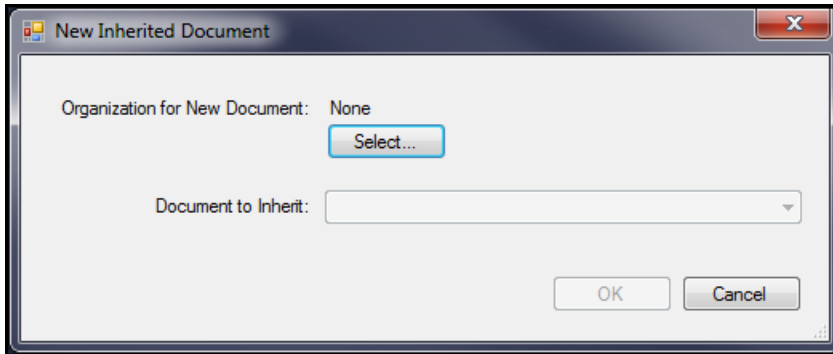 New Inherited Document
Organization for New Document: None
Select...
Document to Inherit:
OK Cancel